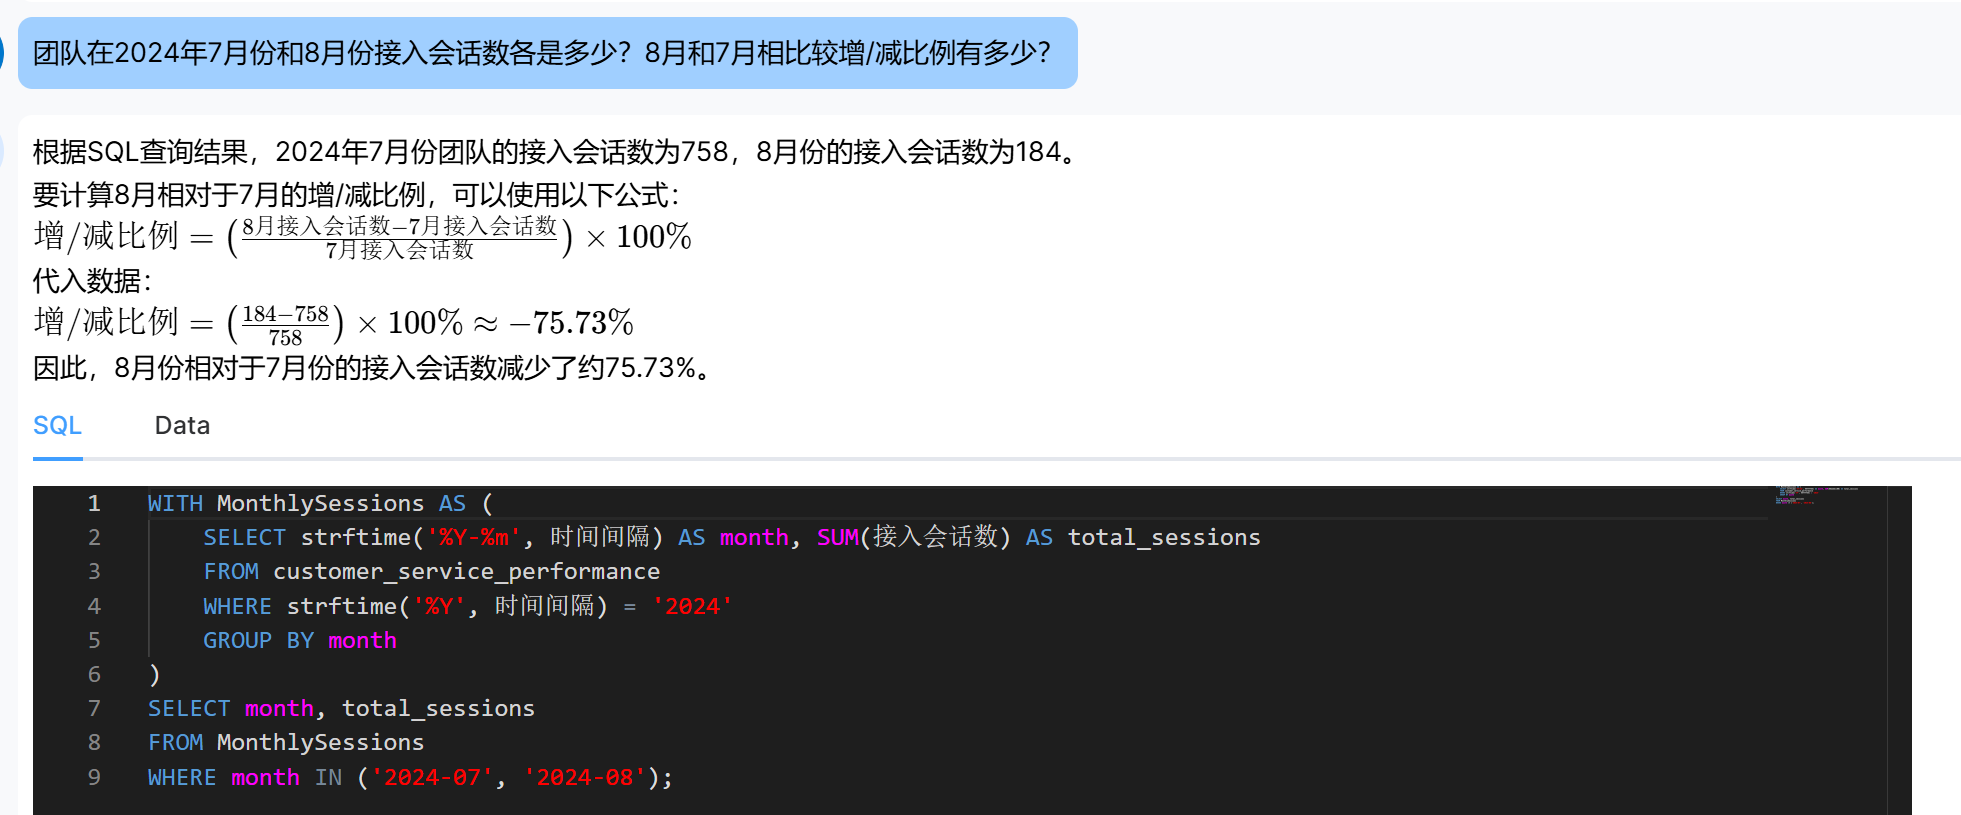 团队在2024年7月份和8月份接入会话数各是多少？8月和7月相比较增/减比例有多少？
根据SQL查询结果，2024年7月份团队的接入会话数为758，8月份的接入会话数为184。
要计算8月相对于7月的增/减比例，可以使用以下公式：
增/减比例 = (8月接入会话数−7月接入会话数 / 7月接入会话数) × 100%
代入数据：
增/减比例 = (184−758 / 758) × 100% ≈ −75.73%
因此，8月份相对于7月份的接入会话数减少了约75.73%。
SQL Data
1 WITH MonthlySessions AS (
2 SELECT strftime('%Y-%m', 时间间隔) AS month, SUM(接入会话数) AS total_sessions
3 FROM customer_service_performance
4 WHERE strftime('%Y', 时间间隔) = '2024'
5 GROUP BY month
6 )
7 SELECT month, total_sessions
8 FROM MonthlySessions
9 WHERE month IN ('2024-07', '2024-08');